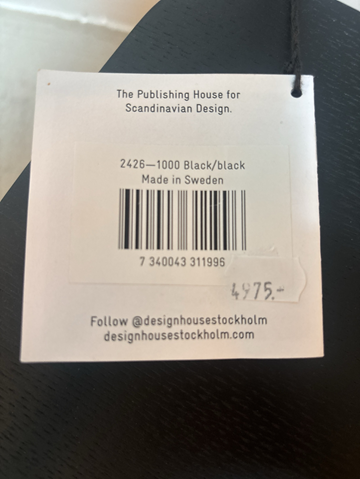 The Publishing House for
Scandinavian Design.
2426—1000 Black/black
Made in Sweden
7 340043 311995
4975.-
Follow @designhousestockholm
designhousestockholm.com